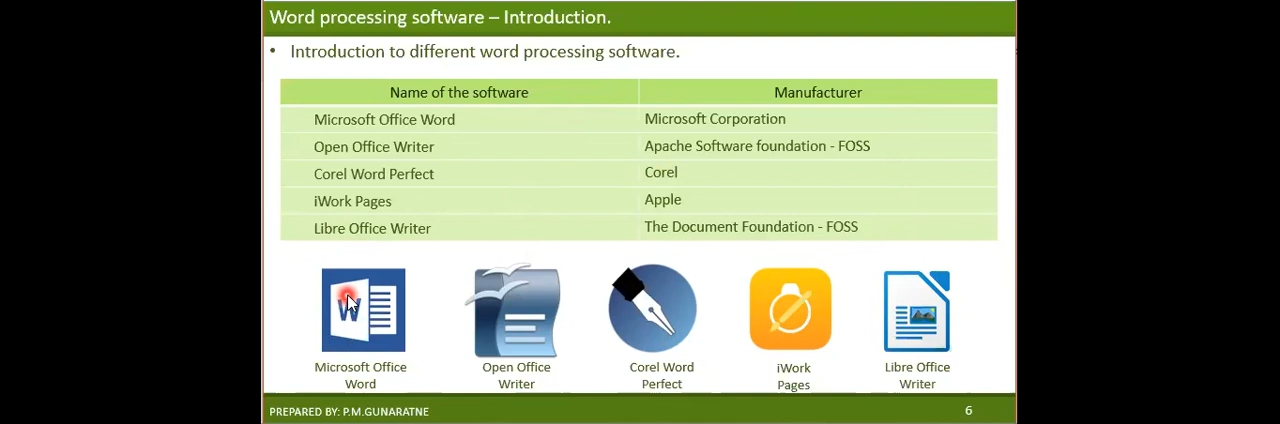 Word processing software – Introduction.
• Introduction to different word processing software.
Name of the software Manufacturer
Microsoft Office Word Microsoft Corporation
Open Office Writer Apache Software foundation - FOSS
Corel Word Perfect Corel
iWork Pages Apple
Libre Office Writer The Document Foundation - FOSS
W
Microsoft Office
Word
Open Office
Writer
Corel Word
Perfect
iWork
Pages
Libre Office
Writer
PREPARED BY: P.M.GUNARATNE 6